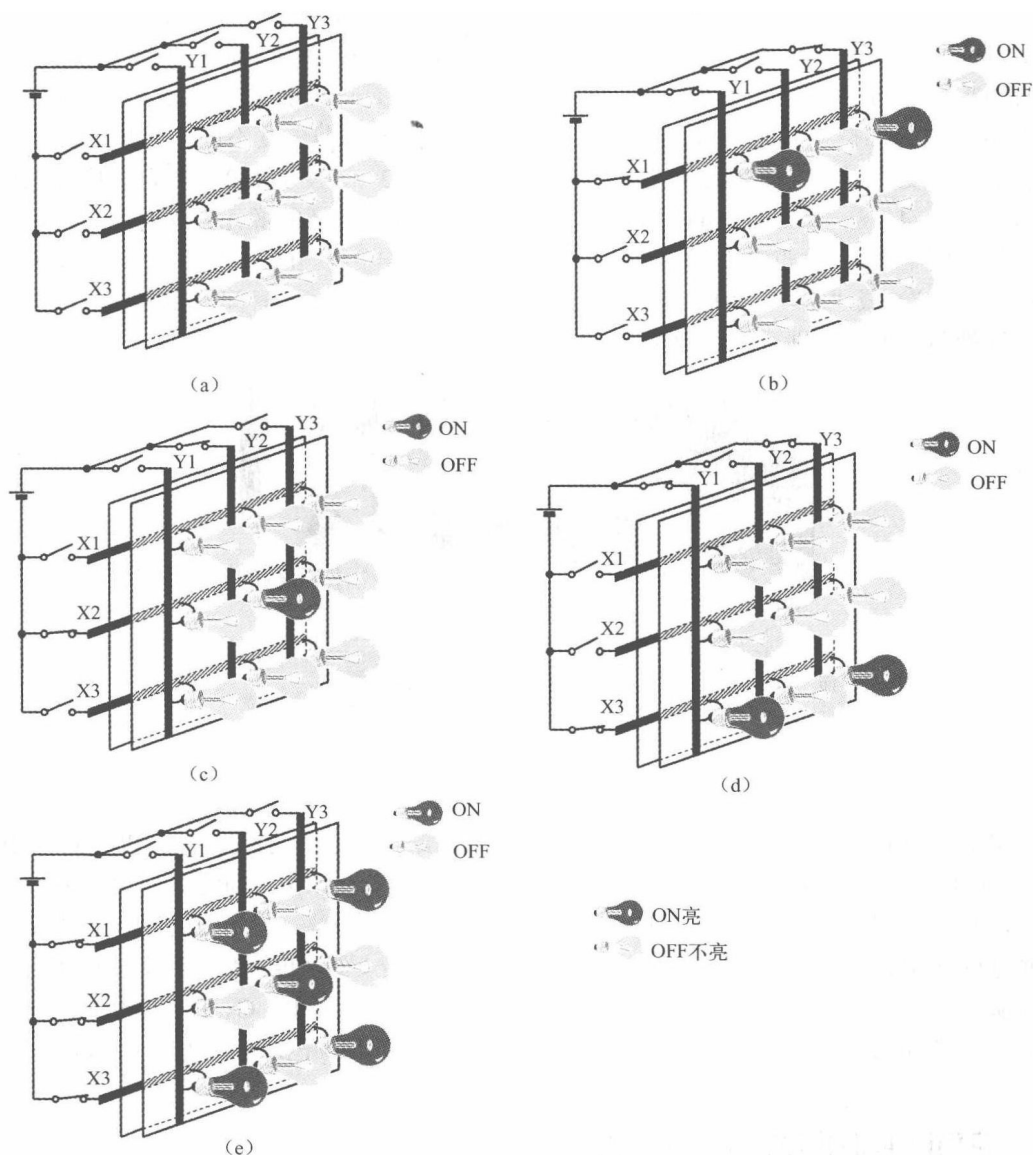 Y3
Y2
Y1
X1
X2
X3
(a)
ON
OFF
Y3
Y2
Y1
X1
X2
X3
(b)
ON
OFF
Y3
Y2
Y1
X1
X2
X3
(c)
ON
OFF
Y3
Y2
Y1
X1
X2
X3
(d)
ON
OFF
Y3
Y2
Y1
X1
X2
X3
(e)
ON亮
OFF不亮